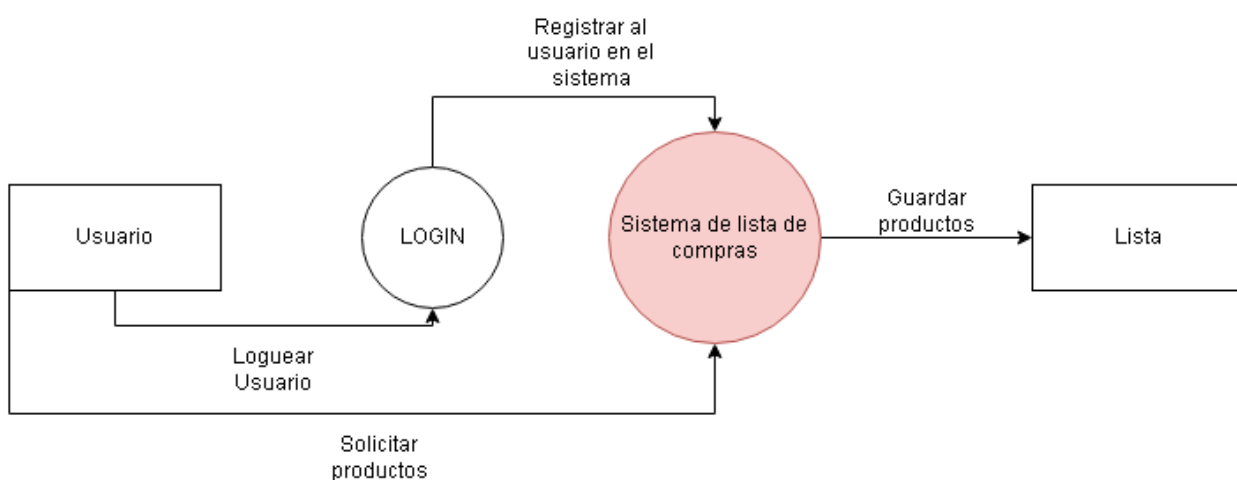 Registrar al
usuario en el
sistema
Usuario
LOGIN
Sistema de lista de
compras
Guardar
productos
Lista
Loguear
Usuario
Solicitar
productos